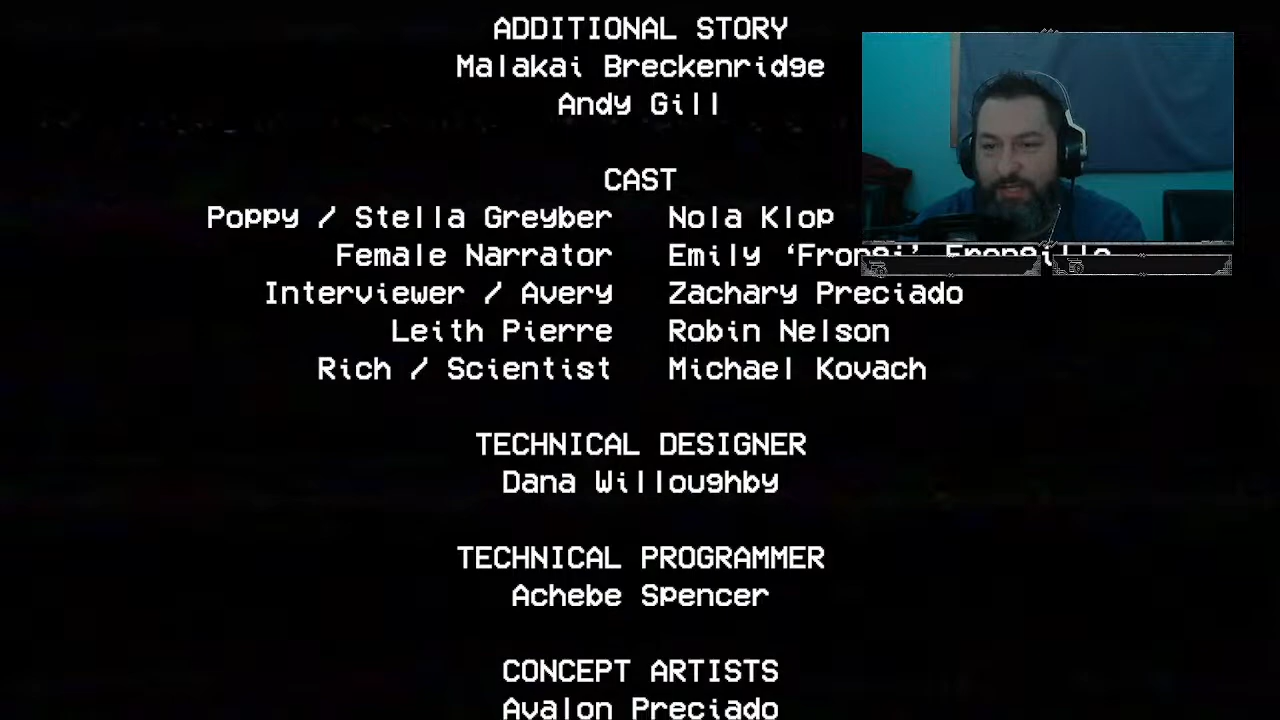 ADDITIONAL STORY
Malakai Breckenridge
Andy Gill
CAST
Poppy / Stella Greyber Nola Klop
Female Narrator Emily
Interviewer / Avery Zachary Preciado
Leith Pierre Robin Nelson
Rich / Scientist Michael Kovach
TECHNICAL DESIGNER
Dana Willoughby
TECHNICAL PROGRAMMER
Achebe Spencer
CONCEPT ARTISTS
Avalon Preciado